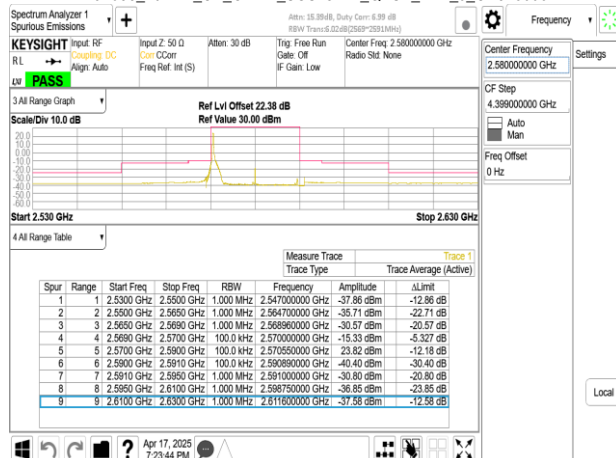 Spectrum Analyzer 1
Spurious Emissions
Attn: 15.39dB, Duty Corr: 6.99 dB
RBW Trans:6.02dB(2569~2591MHz)
Frequency
Settings
KEYSIGHT
Input: RF
Coupling: DC
Align: Auto
Input Z: 50 Ω
Corr CCorr
Freq Ref: Int (S)
Atten: 30 dB
Trig: Free Run
Gate: Off
IF Gain: Low
Center Freq: 2.580000000 GHz
Radio Std: None
RL
LXI PASS
Center Frequency
2.580000000 GHz
CF Step
4.399000000 GHz
Auto
Man
Freq Offset
0 Hz
3 All Range Graph
Scale/Div 10.0 dB
Ref Lvl Offset 22.38 dB
Ref Value 30.00 dBm
20.0
10.0
0.00
-10.0
-20.0
-30.0
-40.0
-50.0
-60.0
Start 2.530 GHz
Stop 2.630 GHz
4 All Range Table
Measure Trace Trace 1
Trace Type Trace Average (Active)
Spur Range Start Freq Stop Freq RBW Frequency Amplitude ΔLimit
1 1 2.5300 GHz 2.5500 GHz 1.000 MHz 2.547000000 GHz -37.86 dBm -12.86 dB
2 2 2.5500 GHz 2.5650 GHz 1.000 MHz 2.564700000 GHz -35.71 dBm -22.71 dB
3 3 2.5650 GHz 2.5690 GHz 1.000 MHz 2.568960000 GHz -30.57 dBm -20.57 dB
4 4 2.5690 GHz 2.5700 GHz 100.0 kHz 2.570000000 GHz -15.33 dBm -5.327 dB
5 5 2.5700 GHz 2.5900 GHz 100.0 kHz 2.570550000 GHz 23.82 dBm -12.18 dB
6 6 2.5900 GHz 2.5910 GHz 100.0 kHz 2.590890000 GHz -40.40 dBm -30.40 dB
7 7 2.5910 GHz 2.5950 GHz 1.000 MHz 2.591000000 GHz -30.80 dBm -20.80 dB
8 8 2.5950 GHz 2.6100 GHz 1.000 MHz 2.598750000 GHz -36.85 dBm -23.85 dB
9 9 2.6100 GHz 2.6300 GHz 1.000 MHz 2.611600000 GHz -37.58 dBm -12.58 dB
Local
Apr 17, 2025
7:23:44 PM